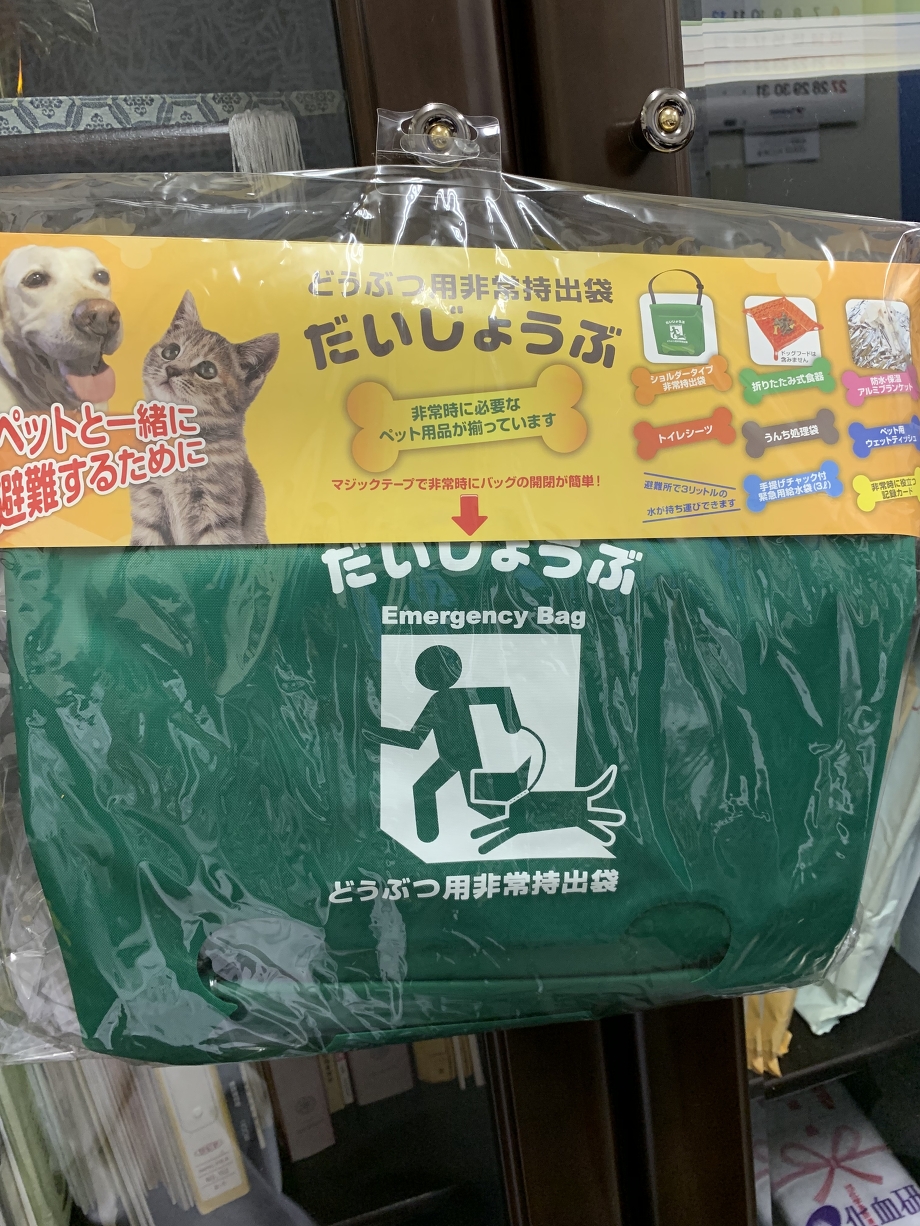 どうぶつ用非常持出袋
だいじょうぶ
非常時に必要な
ペット用品が揃っています
マジックテープで非常時にバッグの開閉が簡単!
ペットと一緒に
避難するために
ショルダータイプ
非常持出袋
ドッグフードは
含みません。
折りたたみ式食器
防水・保温
アルミブランケット
トイレシーツ
うんち処理袋
ペット用
ウェットティッシュ
避難所で3リットルの
水が持ち運びできます
手提げチャック付
緊急用給水袋(3ℓ)
非常時に役立つ
記録カード
だいじょうぶ
Emergency Bag
どうぶつ用非常持出袋
27 28 29 30 31